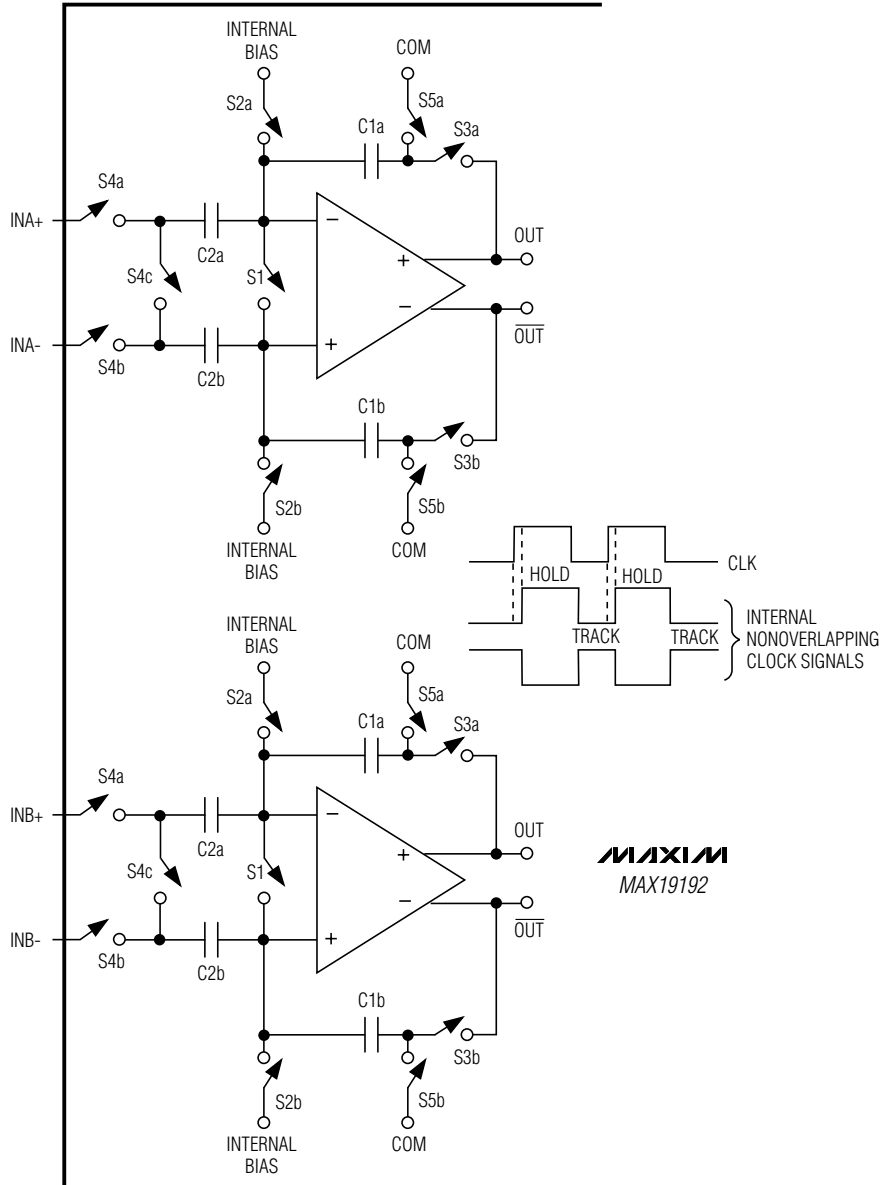 INTERNAL
BIAS
COM
S2a
S5a
C1a
S3a
S4a
INA+
−
C2a
S4c
S1
+
OUT
−
OUT
INA-
S4b
C2b
+
C1b
S3b
S2b
S5b
INTERNAL
BIAS
COM
CLK
HOLD
HOLD
TRACK
TRACK
INTERNAL
NONOVERLAPPING
CLOCK SIGNALS
INTERNAL
BIAS
COM
S2a
S5a
C1a
S3a
S4a
INB+
−
C2a
S4c
S1
+
OUT
−
OUT
INB-
S4b
C2b
+
C1b
S3b
S2b
S5b
INTERNAL
BIAS
COM
MAXIM
MAX19192